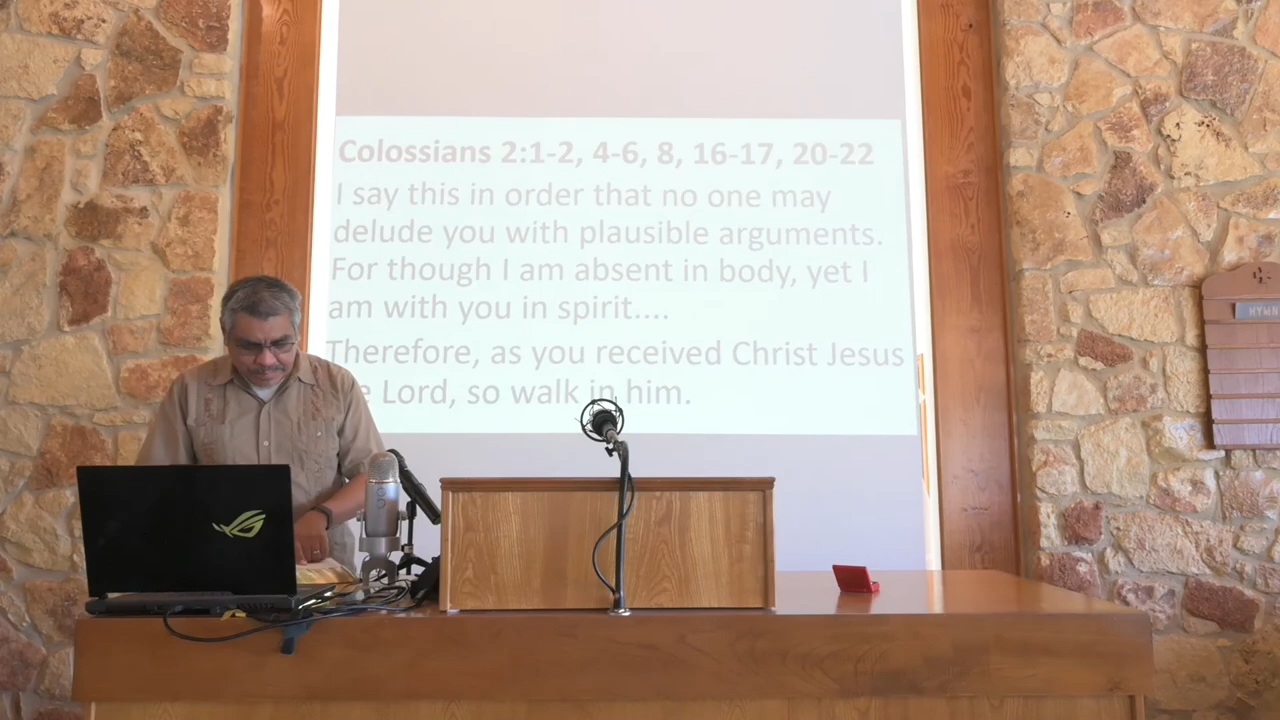 Colossians 2:1-2, 4-6, 8, 16-17, 20-22
I say this in order that no one may
delude you with plausible arguments.
For though I am absent in body, yet I
am with you in spirit....
Therefore, as you received Christ Jesus
Lord, so walk in him.
HYMN